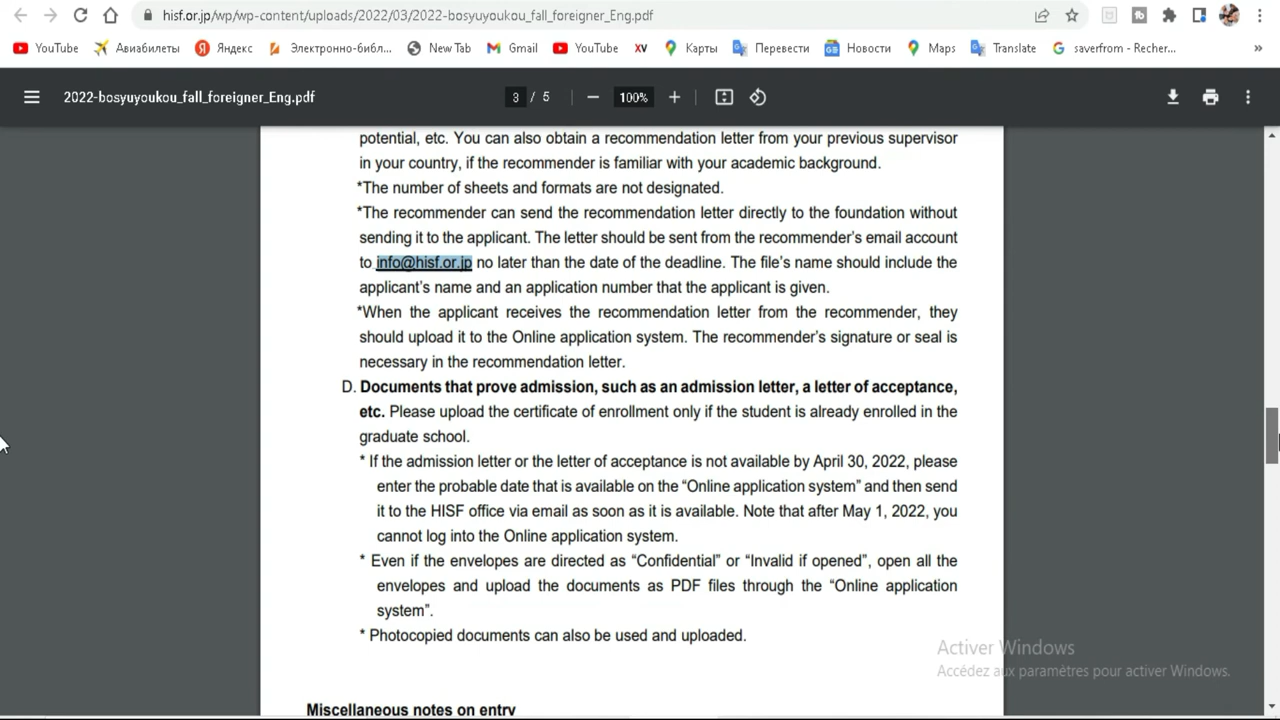 hisf.or.jp/wp/wp-content/uploads/2022/03/2022-bosyuyoukou_fall_foreigner_Eng.pdf
YouTube Авиабилеты Яндекс Электронно-библ... New Tab Gmail YouTube XV Карты Перевести Новости Maps Translate saverfrom - Recher... »
2022-bosyuyoukou_fall_foreigner_Eng.pdf 3 / 5 − 100% +
potential, etc. You can also obtain a recommendation letter from your previous supervisor
in your country, if the recommender is familiar with your academic background.
*The number of sheets and formats are not designated.
*The recommender can send the recommendation letter directly to the foundation without
sending it to the applicant. The letter should be sent from the recommender's email account
to info@hisf.or.jp no later than the date of the deadline. The file's name should include the
applicant's name and an application number that the applicant is given.
*When the applicant receives the recommendation letter from the recommender, they
should upload it to the Online application system. The recommender's signature or seal is
necessary in the recommendation letter.
D. Documents that prove admission, such as an admission letter, a letter of acceptance,
etc. Please upload the certificate of enrollment only if the student is already enrolled in the
graduate school.
* If the admission letter or the letter of acceptance is not available by April 30, 2022, please
enter the probable date that is available on the “Online application system” and then send
it to the HISF office via email as soon as it is available. Note that after May 1, 2022, you
cannot log into the Online application system.
* Even if the envelopes are directed as “Confidential” or “Invalid if opened”, open all the
envelopes and upload the documents as PDF files through the “Online application
system”.
* Photocopied documents can also be used and uploaded.
Activer Windows
Accédez aux paramètres pour activer Windows.
Miscellaneous notes on entry